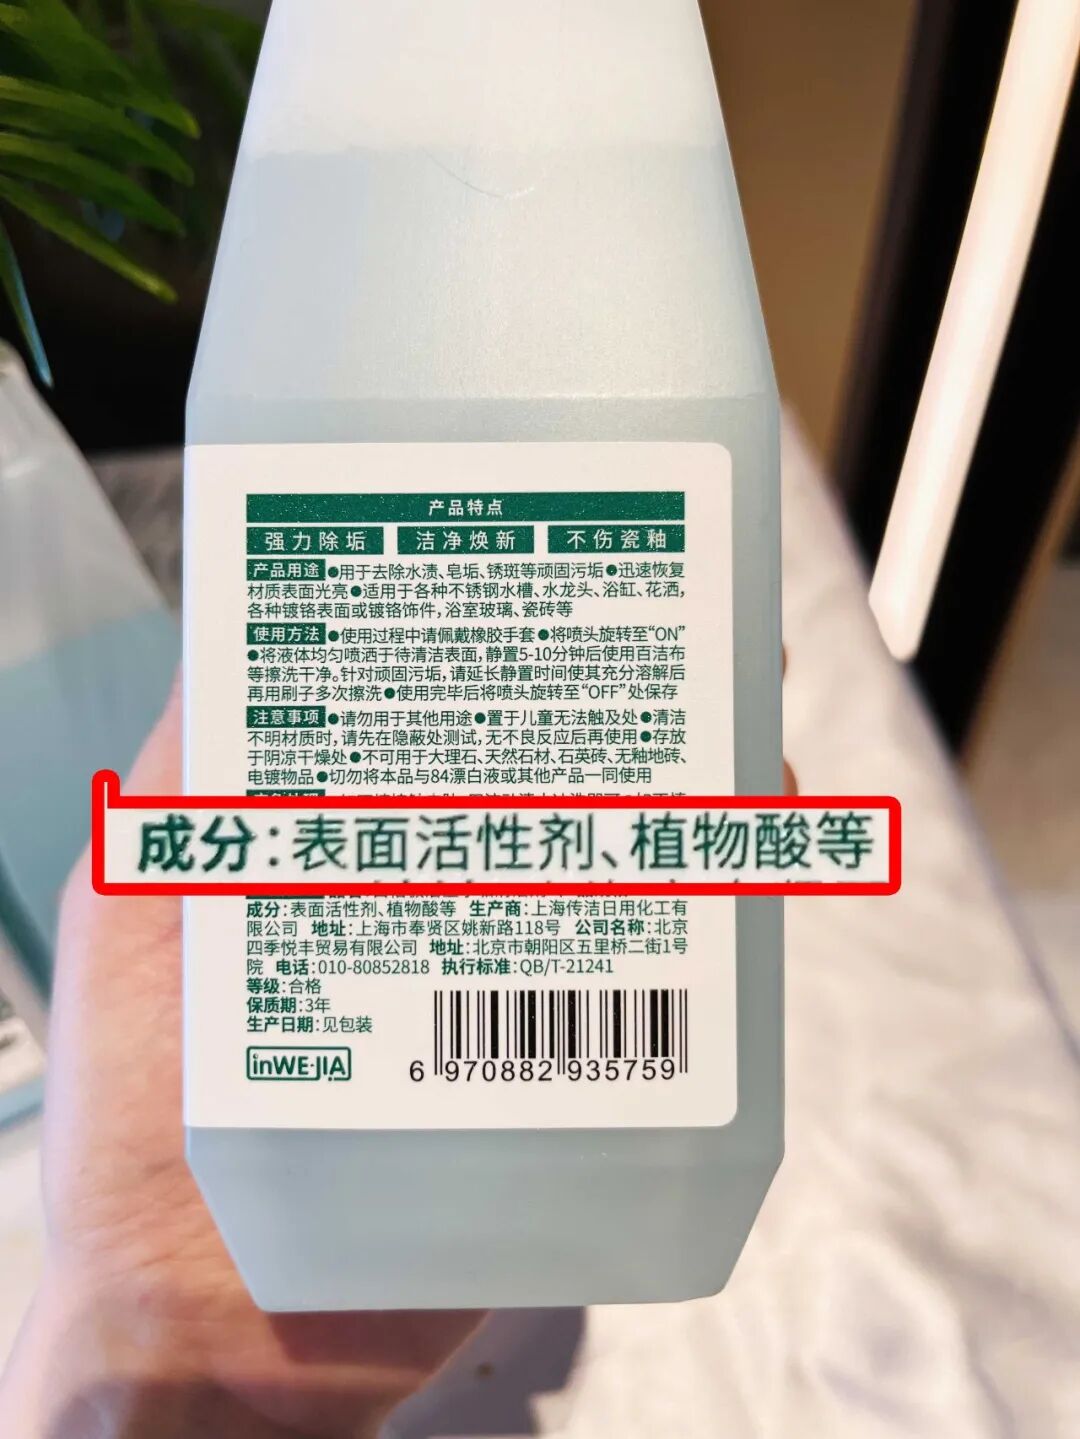 产品特点
强力除垢 洁净焕新 不伤瓷釉
产品用途 ●用于去除水渍、皂垢、锈斑等顽固污垢●迅速恢复
材质表面光亮●适用于各种不锈钢水槽、水龙头、浴缸、花洒，
各种镀铬表面或镀铬饰件，浴室玻璃、瓷砖等
使用方法 ●使用过程中请佩戴橡胶手套●将喷头旋转至“ON”
●将液体均匀喷洒于待清洁表面，静置5-10分钟后使用百洁布
等擦洗干净。针对顽固污垢，请延长静置时间使其充分溶解后
再用刷子多次擦洗●使用完毕后将喷头旋转至“OFF”处保存
注意事项 ●请勿用于其他用途●置于儿童无法触及处●清洁
不明材质时，请先在隐蔽处测试，无不良反应后再使用●存放
于阴凉干燥处●不可用于大理石、天然石材、石英砖、无釉地砖、
电镀物品●切勿将本品与84漂白液或其他产品一同使用
成分：表面活性剂、植物酸等
成分：表面活性剂、植物酸等 生产商：上海传洁日用化工有
限公司 地址：上海市奉贤区姚新路118号 公司名称：北京
四季悦丰贸易有限公司 地址：北京市朝阳区五里桥二街1号
院 电话：010-80852818 执行标准：QB/T-21241
等级：合格
保质期：3年
生产日期：见包装
inWE·JIA
6 970882 935759